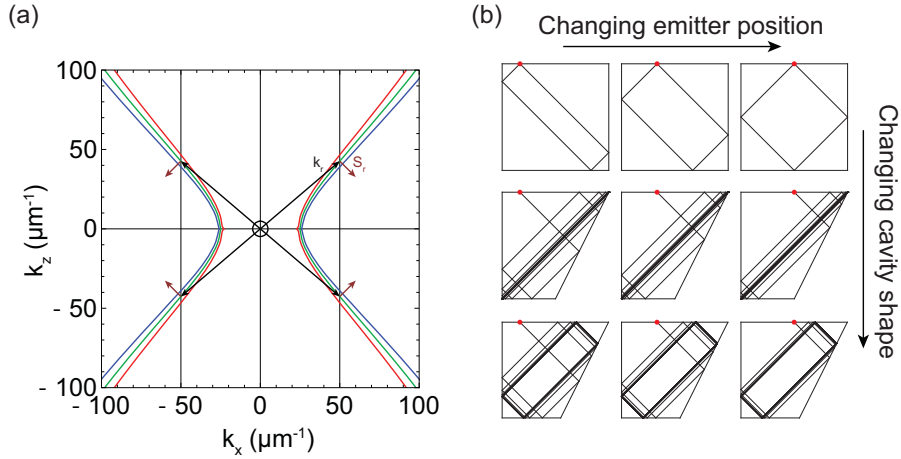 (a)
100
50
0
- 50
- 100
k_z (µm⁻¹)
- 100
- 50
0
50
100
k_x (µm⁻¹)
k_r
S_r
(b)
Changing emitter position
Changing cavity shape